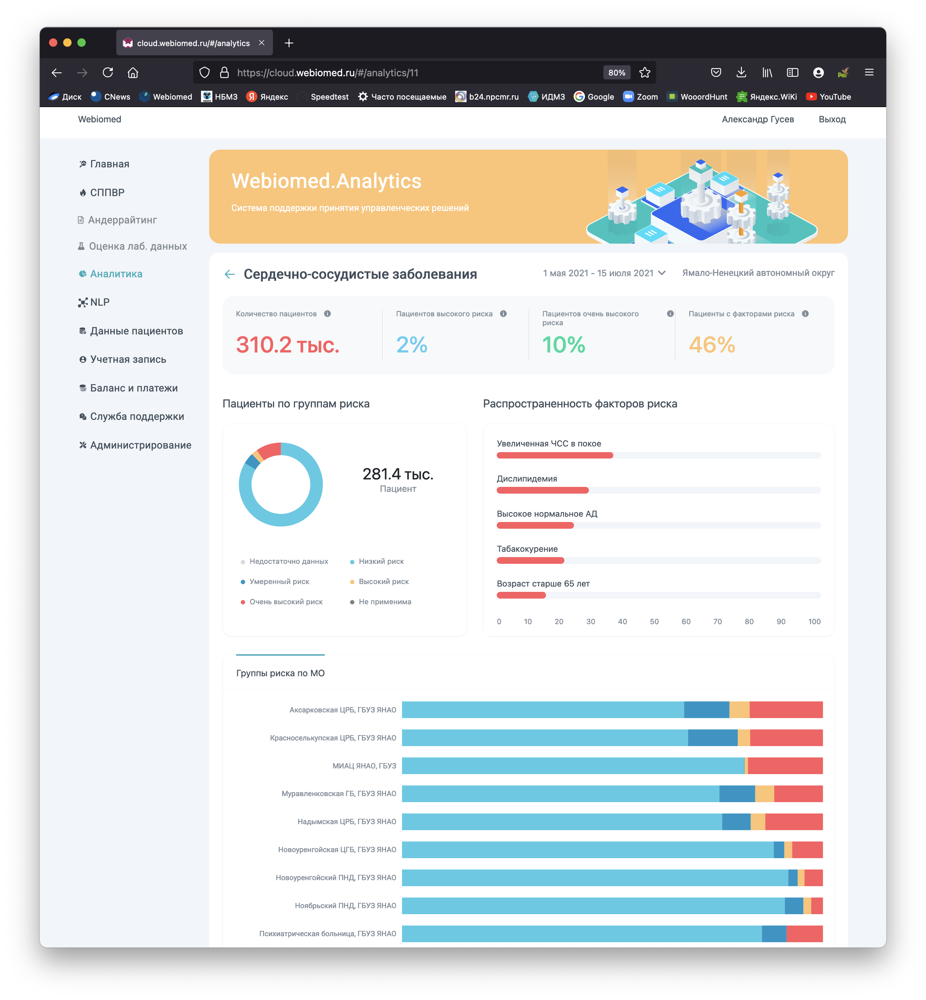 cloud.webiomed.ru/#/analytics
https://cloud.webiomed.ru/#/analytics/11
80%
Диск CNews Webiomed НБМЗ Яндекс Speedtest Часто посещаемые b24.npcmr.ru ИДМЗ Google Zoom WooordHunt Яндекс.WiKi YouTube
Webiomed
Александр Гусев
Выход
Главная
СППВР
Андеррайтинг
Оценка лаб. данных
Аналитика
NLP
Данные пациентов
Учетная запись
Баланс и платежи
Служба поддержки
Администрирование
Webiomed.Analytics
Система поддержки принятия управленческих решений
Сердечно-сосудистые заболевания
1 мая 2021 - 15 июля 2021
Ямало-Ненецкий автономный округ
Количество пациентов
310.2 тыс.
Пациентов высокого риска
2%
Пациентов очень высокого
риска
10%
Пациенты с факторами риска
46%
Пациенты по группам риска
281.4 тыс.
Пациент
Недостаточно данных
Низкий риск
Умеренный риск
Высокий риск
Очень высокий риск
Не применима
Распространенность факторов риска
Увеличенная ЧСС в покое
Дислипидемия
Высокое нормальное АД
Табакокурение
Возраст старше 65 лет
0 10 20 30 40 50 60 70 80 90 100
Группы риска по МО
Аксарковская ЦРБ, ГБУЗ ЯНАО
Красноселькупская ЦРБ, ГБУЗ ЯНАО
МИАЦ ЯНАО, ГБУЗ
Муравленковская ГБ, ГБУЗ ЯНАО
Надымская ЦРБ, ГБУЗ ЯНАО
Новоуренгойская ЦГБ, ГБУЗ ЯНАО
Новоуренгойский ПНД, ГБУЗ ЯНАО
Ноябрьский ПНД, ГБУЗ ЯНАО
Психиатрическая больница, ГБУЗ ЯНАО